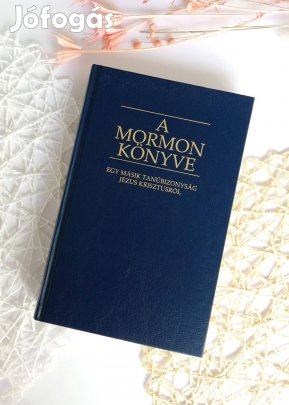 Jófogás
A
MORMON
KÖNYVE
EGY MÁSIK TANÚBIZONYSÁG
JÉZUS KRISZTUSRÓL